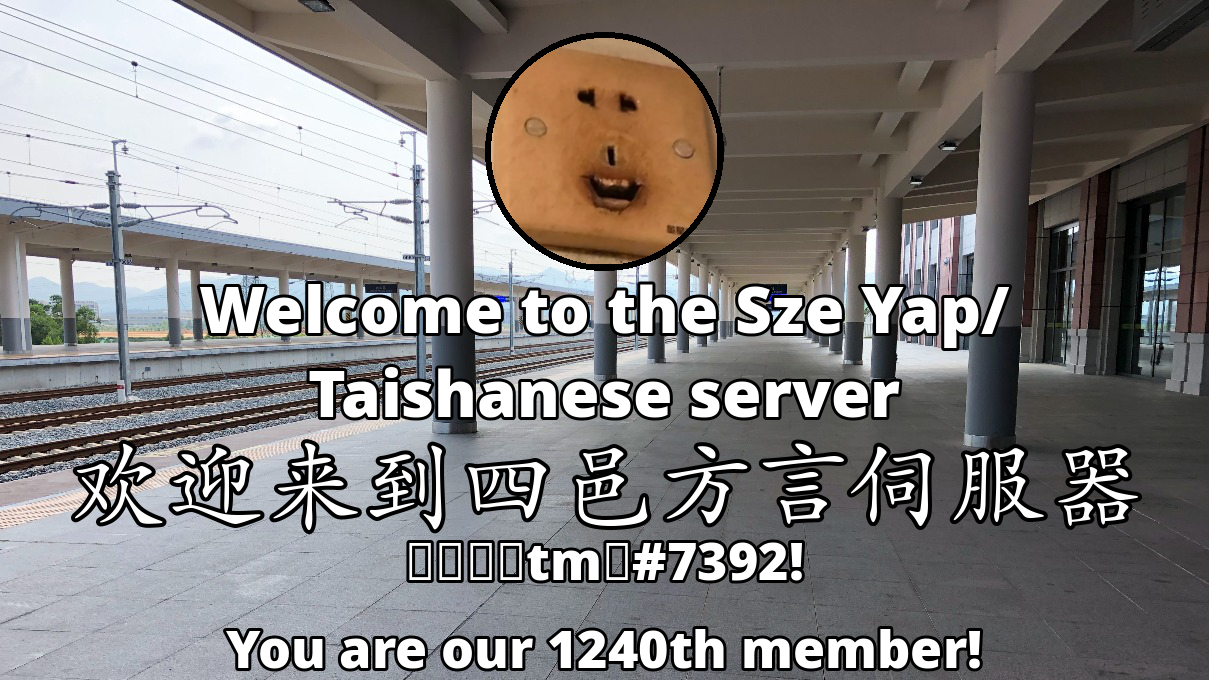 Welcome to the Sze Yap/
Taishanese server
欢迎来到四邑方言伺服器
▯▯▯▯tm▯#7392!
You are our 1240th member!